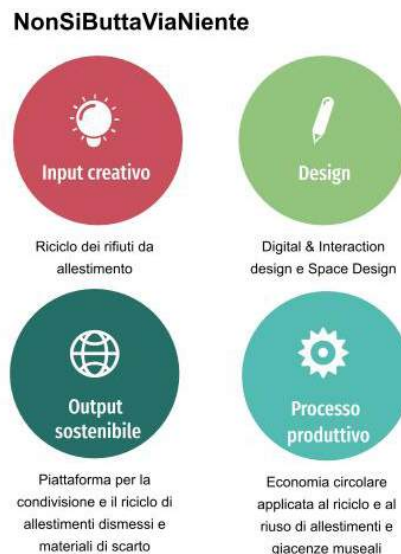 NonSiButtaViaNiente
Input creativo
Riciclo dei rifiuti da
allestimento
Design
Digital & Interaction
design e Space Design
Output
sostenibile
Piattaforma per la
condivisione e il riciclo di
allestimenti dismessi e
materiali di scarto
Processo
produttivo
Economia circolare
applicata al riciclo e al
riuso di allestimenti e
giacenze museali